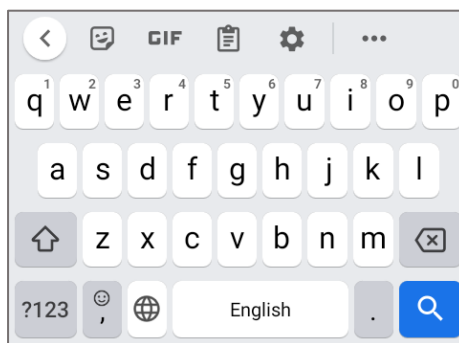 GIF
q1 w2 e3 r4 t5 y6 u7 i8 o9 p0
a s d f g h j k l
z x c v b n m
?123 , English .